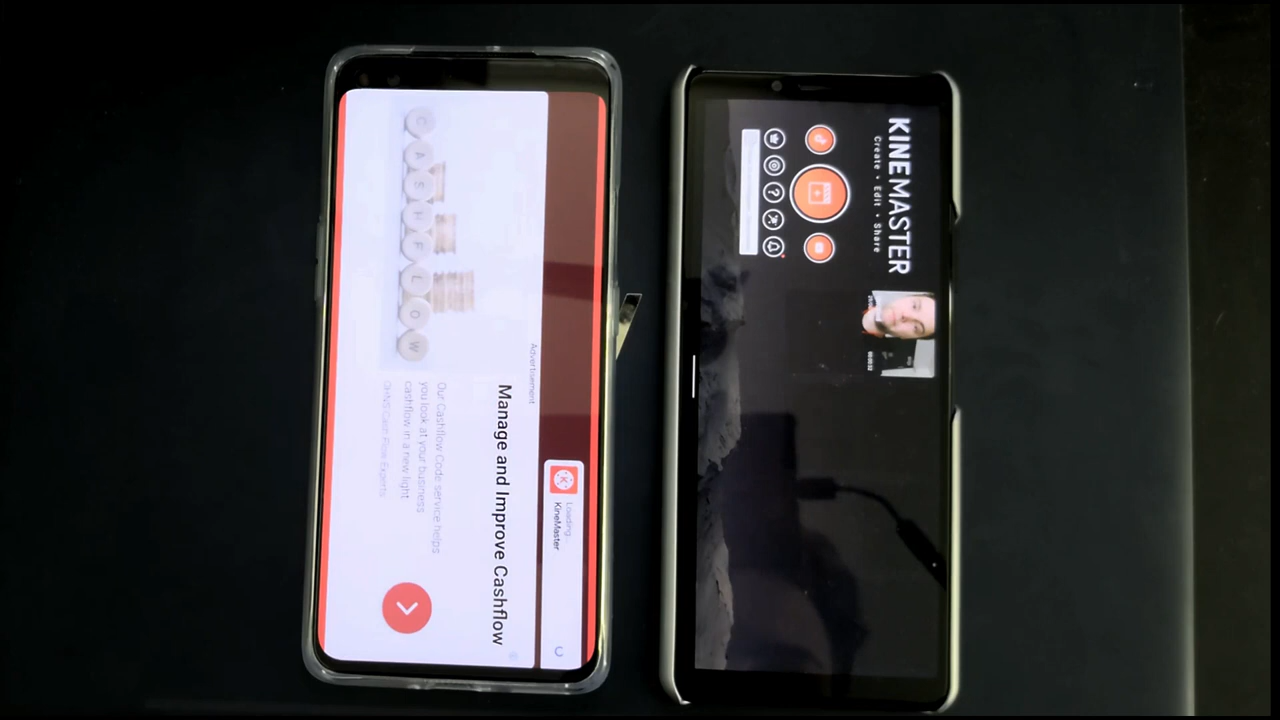 Loading...
KineMaster
Advertisement
CASHFLOW
Manage and Improve Cashflow
Our Cashflow Code service helps
you look at your business
cashflow in a new light.
KINEMASTER
Create • Edit • Share